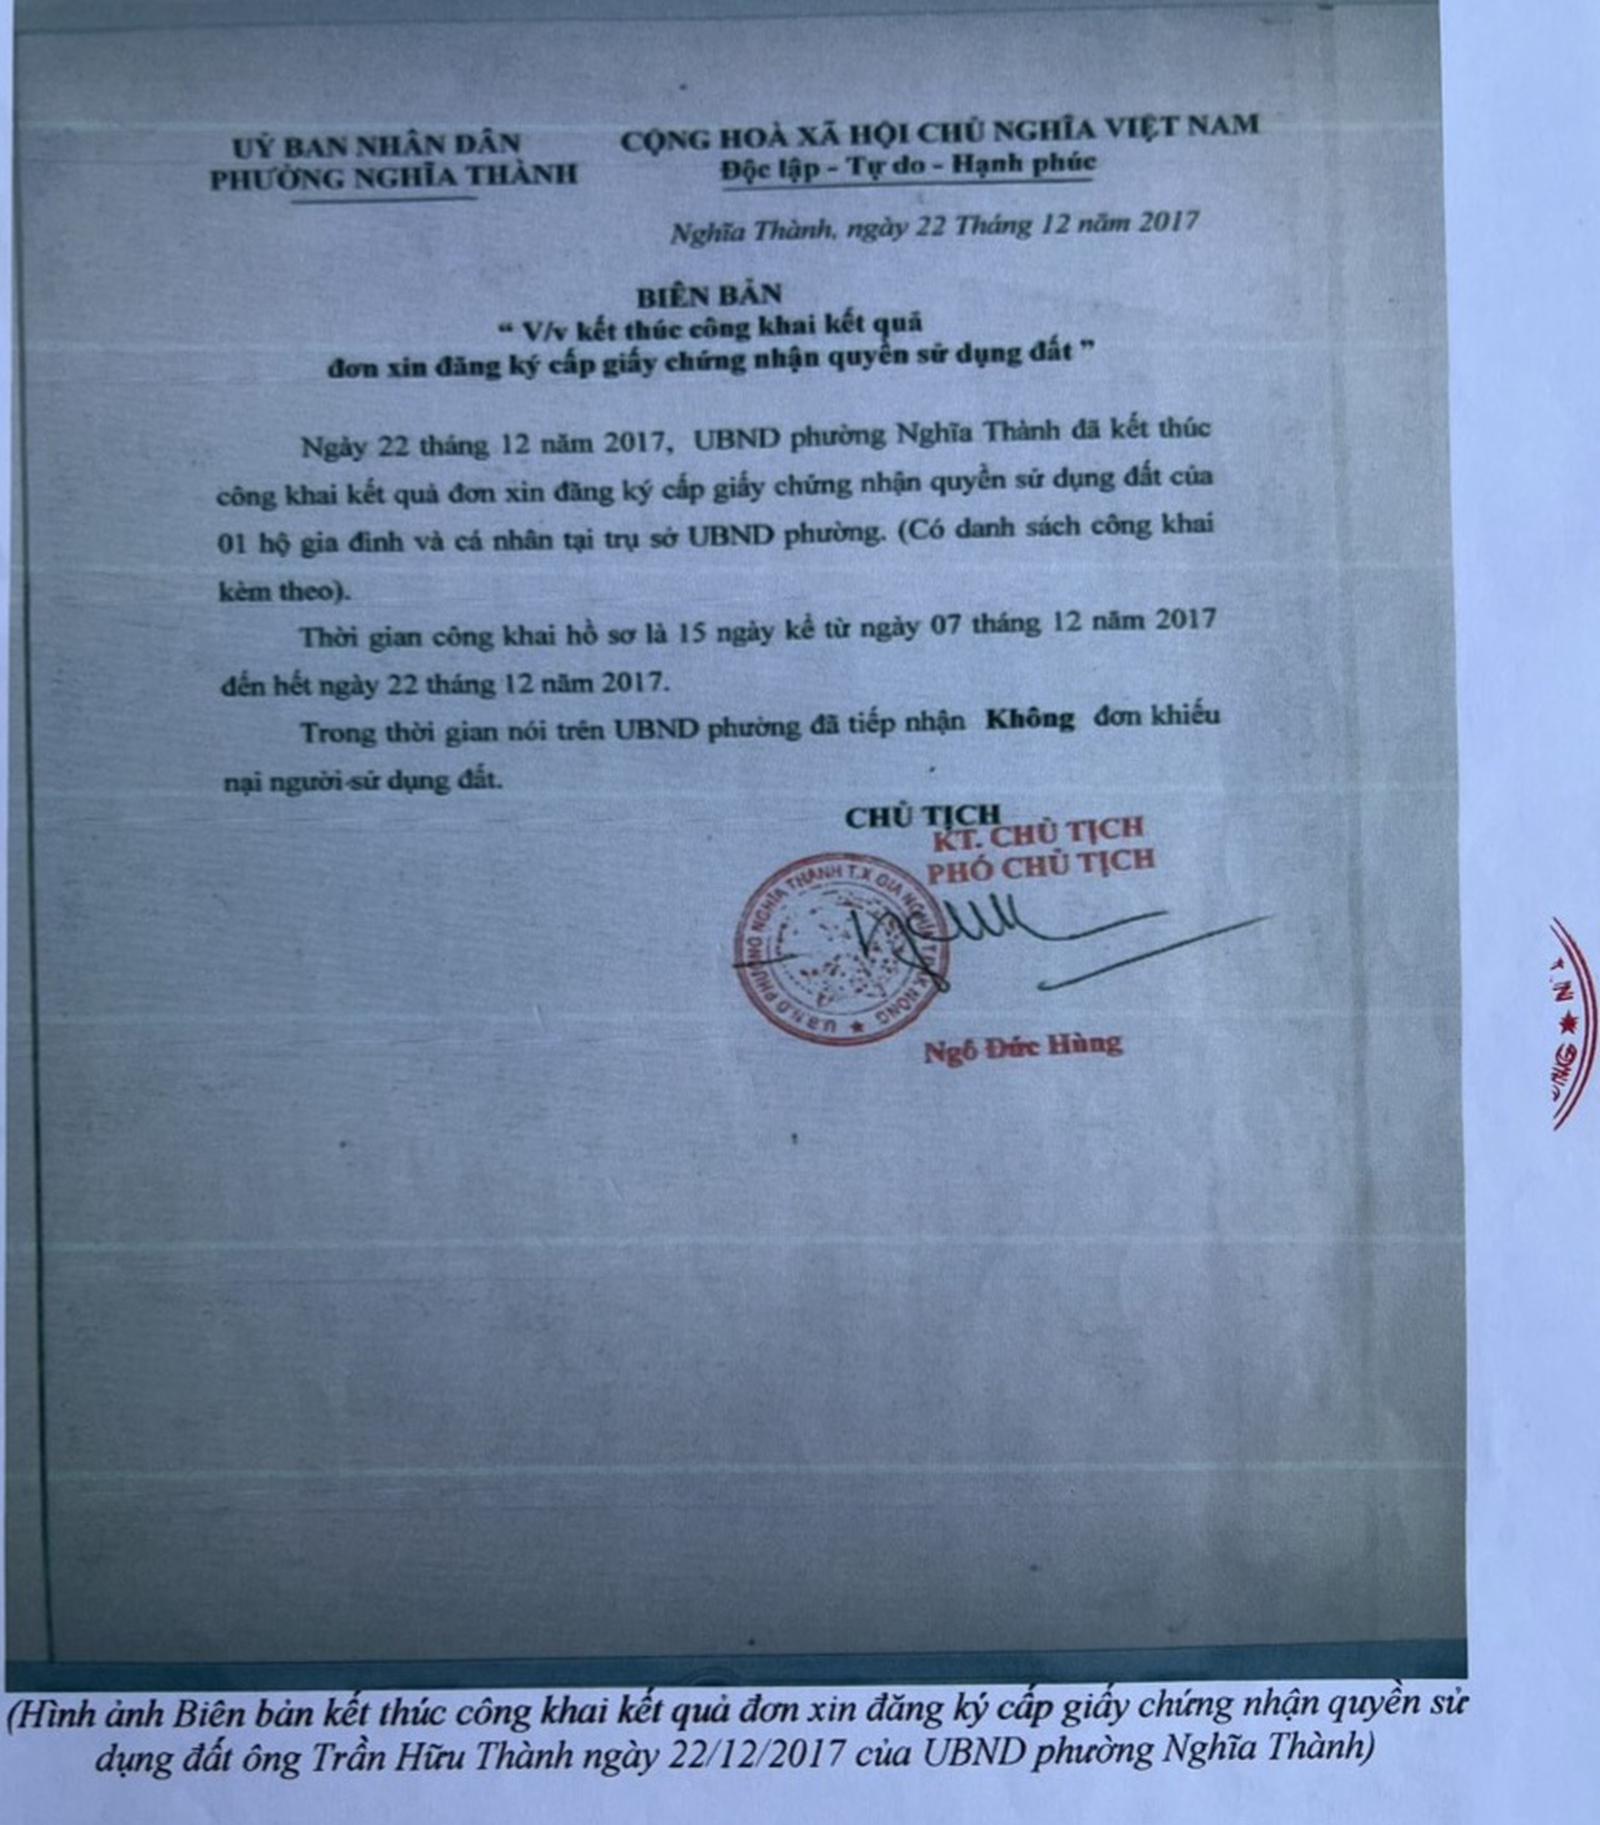 UỶ BAN NHÂN DÂN
PHƯỜNG NGHĨA THÀNH
CỘNG HOÀ XÃ HỘI CHỦ NGHĨA VIỆT NAM
Độc lập - Tự do - Hạnh phúc
Nghĩa Thành, ngày 22 Tháng 12 năm 2017
BIÊN BẢN
“ V/v kết thúc công khai kết quả
đơn xin đăng ký cấp giấy chứng nhận quyền sử dụng đất ”
Ngày 22 tháng 12 năm 2017, UBND phường Nghĩa Thành đã kết thúc
công khai kết quả đơn xin đăng ký cấp giấy chứng nhận quyền sử dụng đất của
01 hộ gia đình và cá nhân tại trụ sở UBND phường. (Có danh sách công khai
kèm theo).
Thời gian công khai hồ sơ là 15 ngày kể từ ngày 07 tháng 12 năm 2017
đến hết ngày 22 tháng 12 năm 2017.
Trong thời gian nói trên UBND phường đã tiếp nhận Không đơn khiếu
nại người sử dụng đất.
CHỦ TỊCH
KT. CHỦ TỊCH
PHÓ CHỦ TỊCH
U.B.N.D PHƯỜNG NGHĨA THÀNH T.X GIA NGHĨA T. ĐẮK NÔNG
Ngô Đức Hùng
(Hình ảnh Biên bản kết thúc công khai kết quả đơn xin đăng ký cấp giấy chứng nhận quyền sử
dụng đất ông Trần Hữu Thành ngày 22/12/2017 của UBND phường Nghĩa Thành)